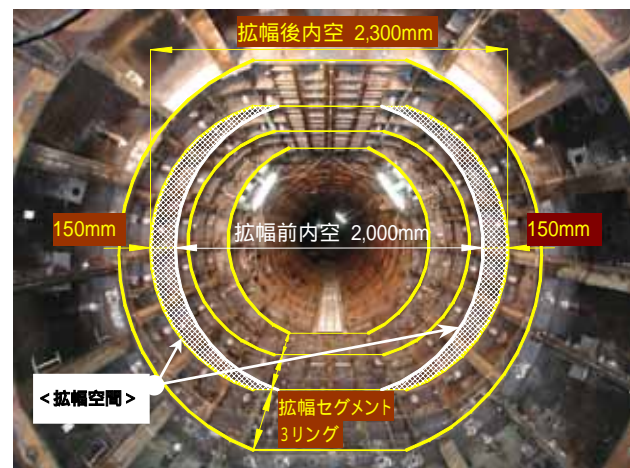 拡幅後内空 2,300mm
150mm
拡幅前内空 2,000mm
150mm
<拡幅空間>
拡幅セグメント
3リング